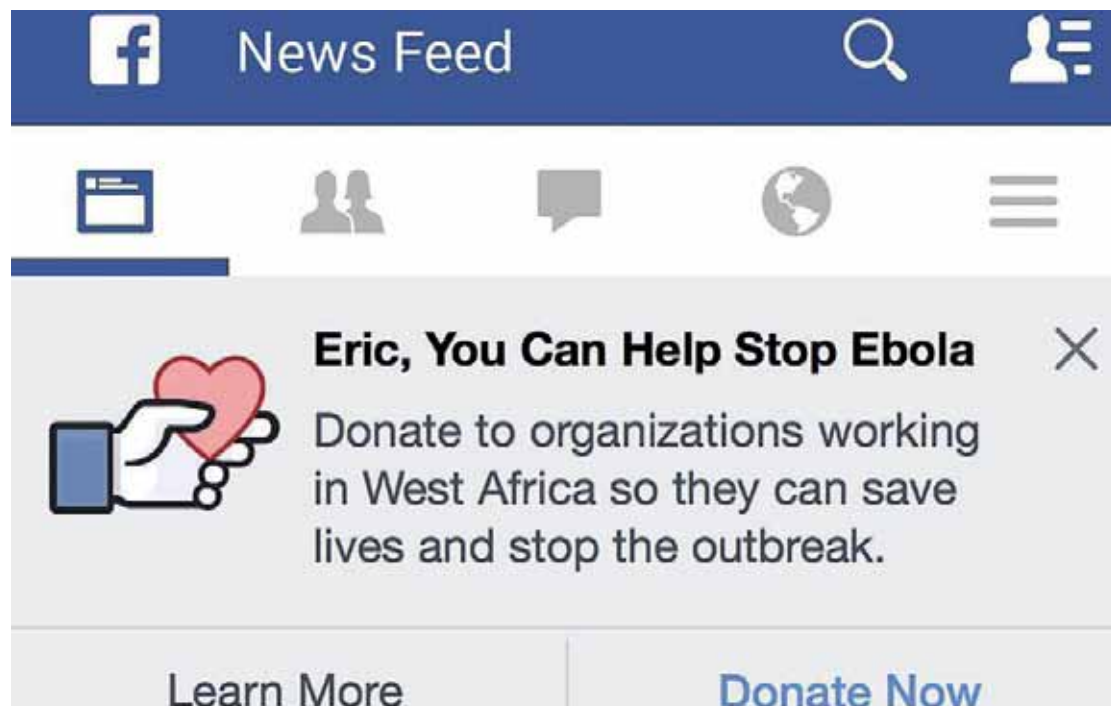 News Feed
Eric, You Can Help Stop Ebola
Donate to organizations working
in West Africa so they can save
lives and stop the outbreak.
Learn More
Donate Now